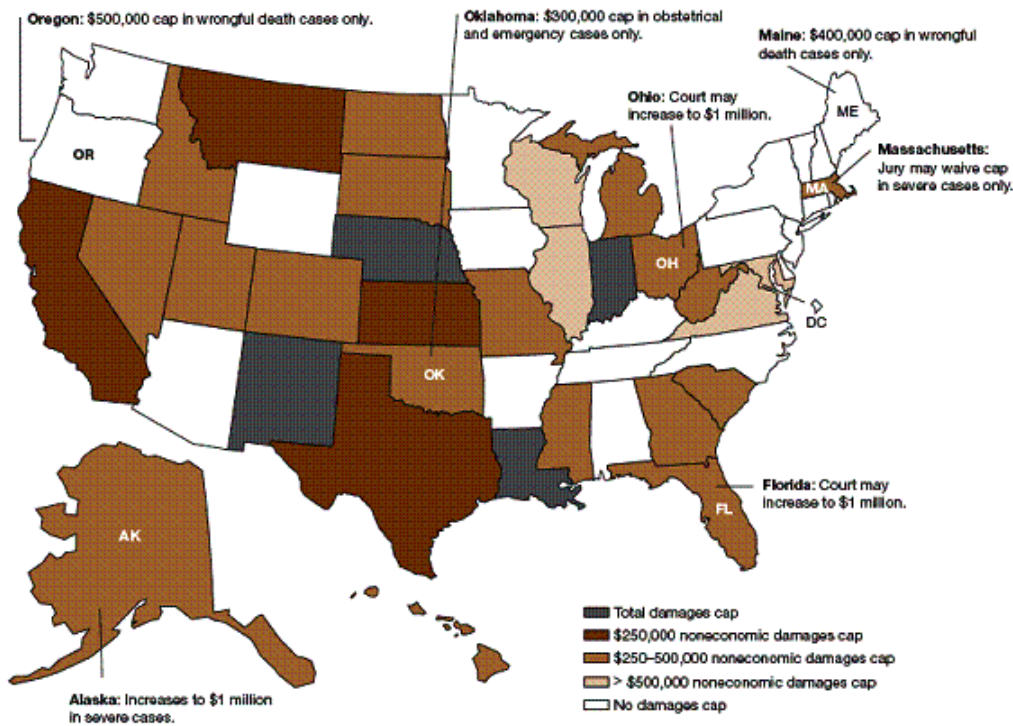 Oregon: $500,000 cap in wrongful death cases only.
Oklahoma: $300,000 cap in obstetrical
and emergency cases only.
Maine: $400,000 cap in wrongful
death cases only.
Ohio: Court may
increase to $1 million.
ME
Massachusetts:
Jury may waive cap
in severe cases only.
OR
MA
OH
DC
OK
Florida: Court may
increase to $1 million.
FL
AK
Total damages cap
$250,000 noneconomic damages cap
$250–500,000 noneconomic damages cap
> $500,000 noneconomic damages cap
No damages cap
Alaska: Increases to $1 million
in severe cases.